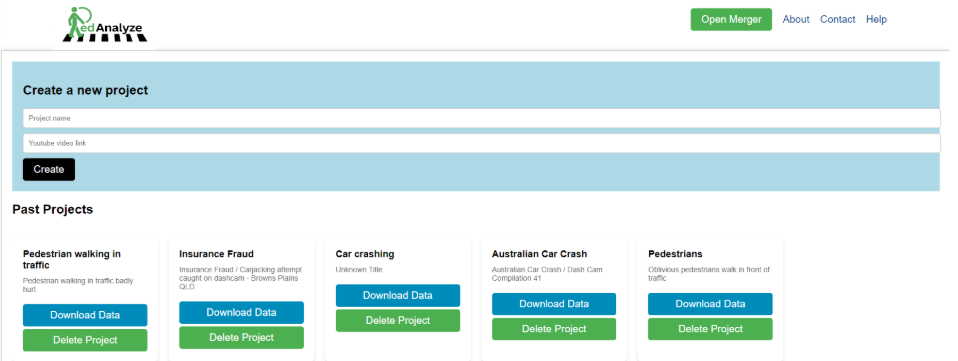 edAnalyze
Open Merger
About
Contact
Help
Create a new project
Project name
Youtube video link
Create
Past Projects
Pedestrian walking in
traffic
Pedestrian walking in traffic badly
hurt
Download Data
Delete Project
Insurance Fraud
Insurance Fraud / Carjacking attempt
caught on dashcam - Browns Plains
QLD
Download Data
Delete Project
Car crashing
Unknown Title
Download Data
Delete Project
Australian Car Crash
Australian Car Crash / Dash Cam
Compilation 41
Download Data
Delete Project
Pedestrians
Oblivious pedestrians walk in front of
traffic
Download Data
Delete Project